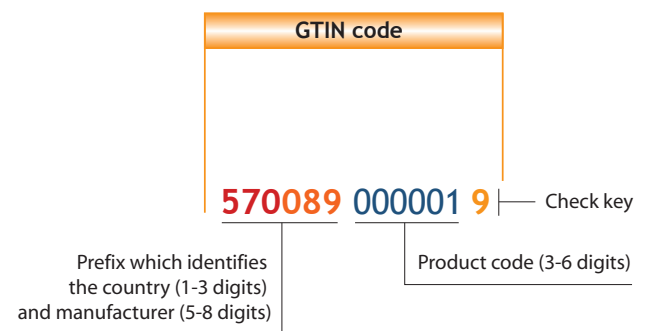 GTIN code
570089 000001 9
Check key
Prefix which identifies
the country (1-3 digits)
and manufacturer (5-8 digits)
Product code (3-6 digits)